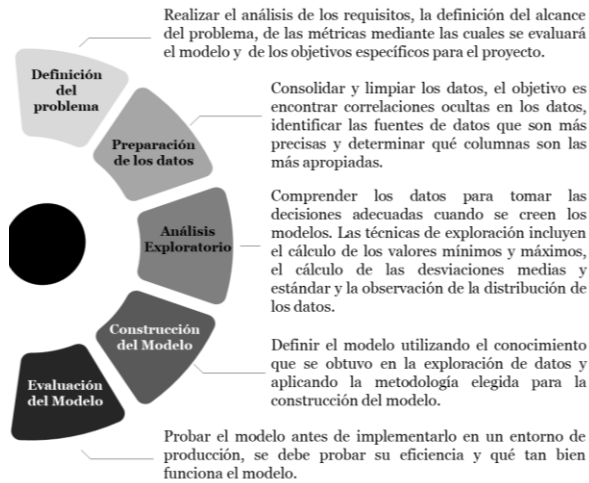 Realizar el análisis de los requisitos, la definición del alcance
del problema, de las métricas mediante las cuales se evaluará
el modelo y de los objetivos específicos para el proyecto.
Definición
del
problema
Consolidar y limpiar los datos, el objetivo es
encontrar correlaciones ocultas en los datos,
identificar las fuentes de datos que son más
precisas y determinar qué columnas son las
más apropiadas.
Preparación
de los datos
Comprender los datos para tomar las
decisiones adecuadas cuando se creen los
modelos. Las técnicas de exploración incluyen
el cálculo de los valores mínimos y máximos,
el cálculo de las desviaciones medias y
estándar y la observación de la distribución de
los datos.
Análisis
Exploratorio
Construcción
del Modelo
Definir el modelo utilizando el conocimiento
que se obtuvo en la exploración de datos y
aplicando la metodología elegida para la
construcción del modelo.
Evaluación
del Modelo
Probar el modelo antes de implementarlo en un entorno de
producción, se debe probar su eficiencia y qué tan bien
funciona el modelo.